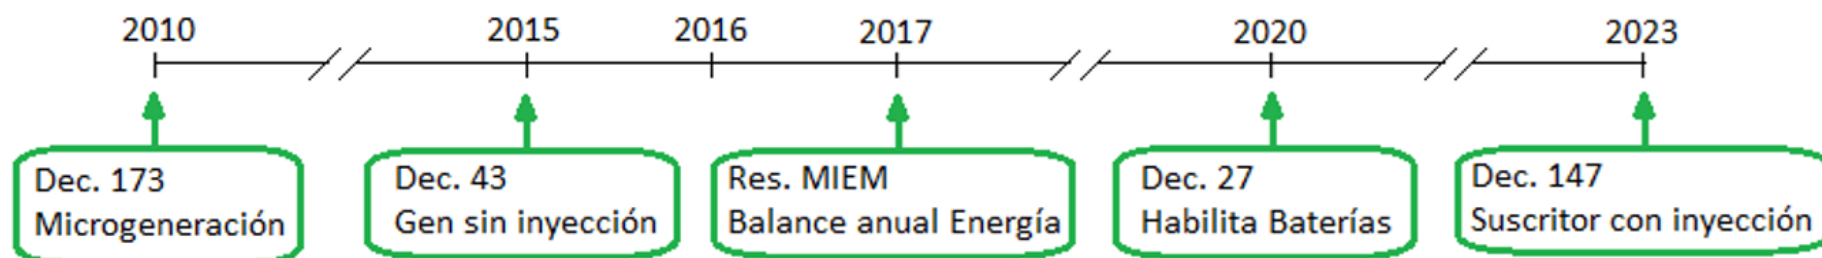 2010
2015
2016
2017
2020
2023
Dec. 173
Microgeneración
Dec. 43
Gen sin inyección
Res. MIEM
Balance anual Energía
Dec. 27
Habilita Baterías
Dec. 147
Suscritor con inyección